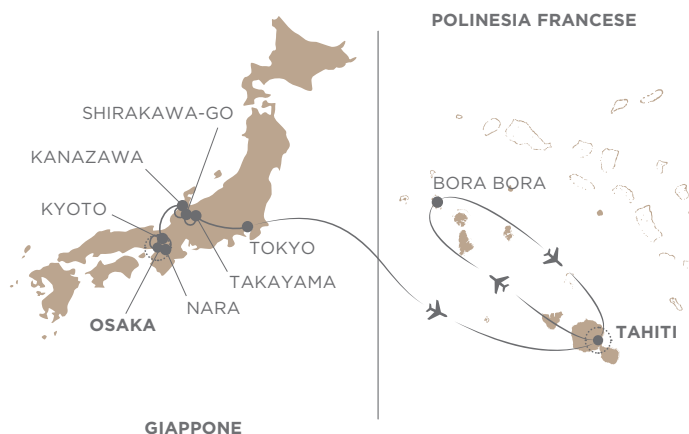 POLINESIA FRANCESE
SHIRAKAWA-GO
KANAZAWA
KYOTO
BORA BORA
TOKYO
TAKAYAMA
NARA
OSAKA
TAHITI
GIAPPONE